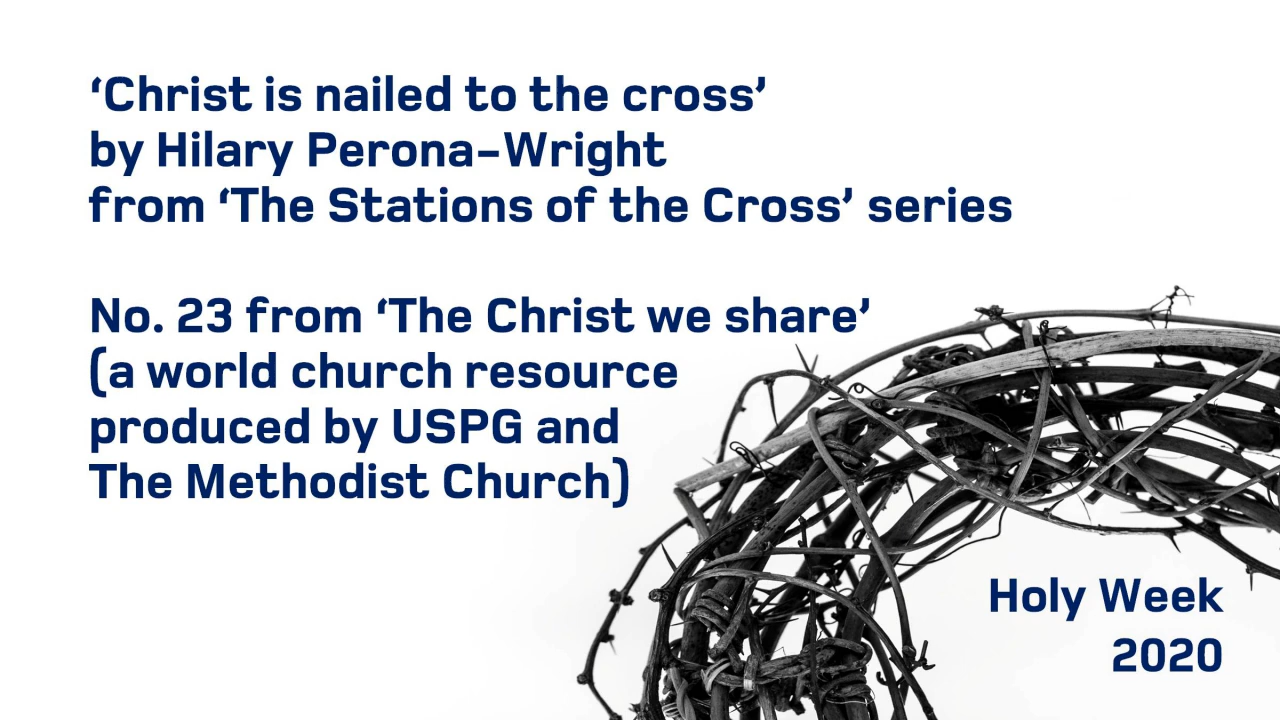 ‘Christ is nailed to the cross’
by Hilary Perona-Wright
from ‘The Stations of the Cross’ series
No. 23 from ‘The Christ we share’
(a world church resource
produced by USPG and
The Methodist Church)
Holy Week
2020